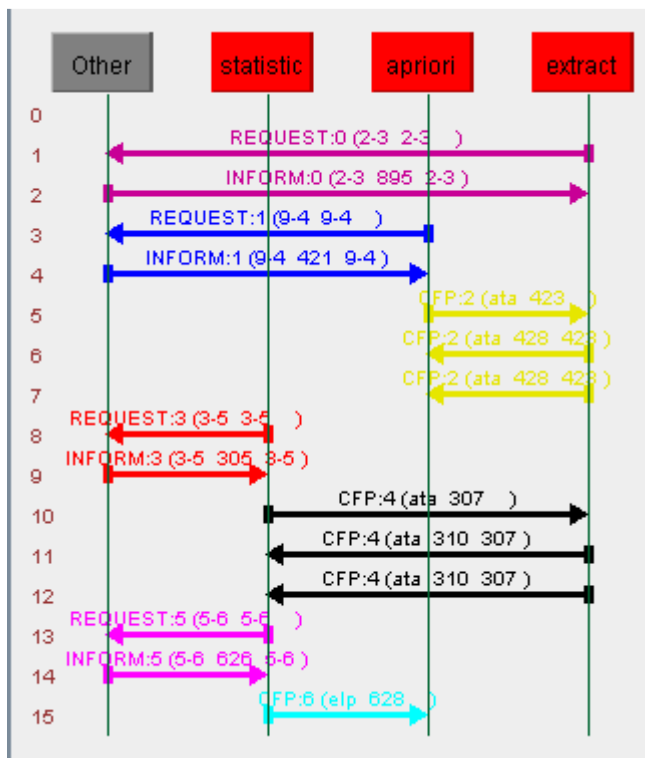 Other statistic apriori extract
0
REQUEST:0 (2-3 2-3 )
1
INFORM:0 (2-3 895 2-3 )
2
REQUEST:1 (9-4 9-4 )
3
INFORM:1 (9-4 421 9-4 )
4
CFP:2 (ata 423 )
5
CFP:2 (ata 428 423 )
6
CFP:2 (ata 428 423 )
7
REQUEST:3 (3-5 3-5 )
8
INFORM:3 (3-5 305 3-5 )
9
CFP:4 (ata 307 )
10
CFP:4 (ata 310 307 )
11
CFP:4 (ata 310 307 )
12
REQUEST:5 (5-6 5-6 )
13
INFORM:5 (5-6 626 5-6 )
14
CFP:6 (elp 628 )
15